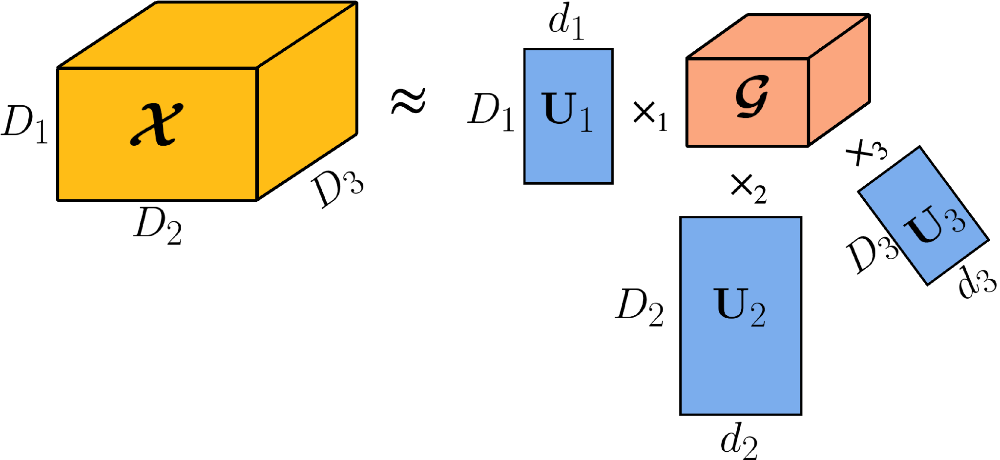 D₁
𝓧
D₂
D₃
≈
d₁
D₁
U₁
×₁
𝓖
×₂
×₃
D₂
U₂
d₂
D₃
U₃
d₃